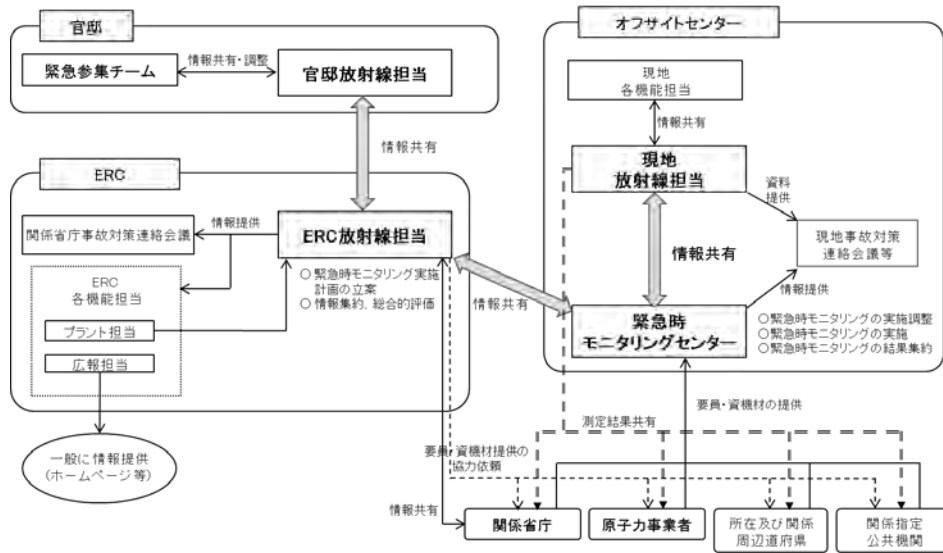 官邸
緊急参集チーム
情報共有・調整
官邸放射線担当
情報共有
ERC
関係省庁事故対策連絡会議
情報提供
ERC放射線担当
○緊急時モニタリング実施
計画の立案
○情報集約、総合的評価
ERC
各機能担当
プラント担当
広報担当
一般に情報提供
(ホームページ等)
情報共有
オフサイトセンター
現地
各機能担当
情報共有
現地
放射線担当
資料
提供
情報共有
現地事故対策
連絡会議等
情報提供
緊急時
モニタリングセンター
○緊急時モニタリングの実施調整
○緊急時モニタリングの実施
○緊急時モニタリングの結果集約
要員・資機材の提供
測定結果共有
要員・資機材提供の
協力依頼
情報共有
関係省庁
原子力事業者
所在及び関係
周辺道府県
関係指定
公共機関